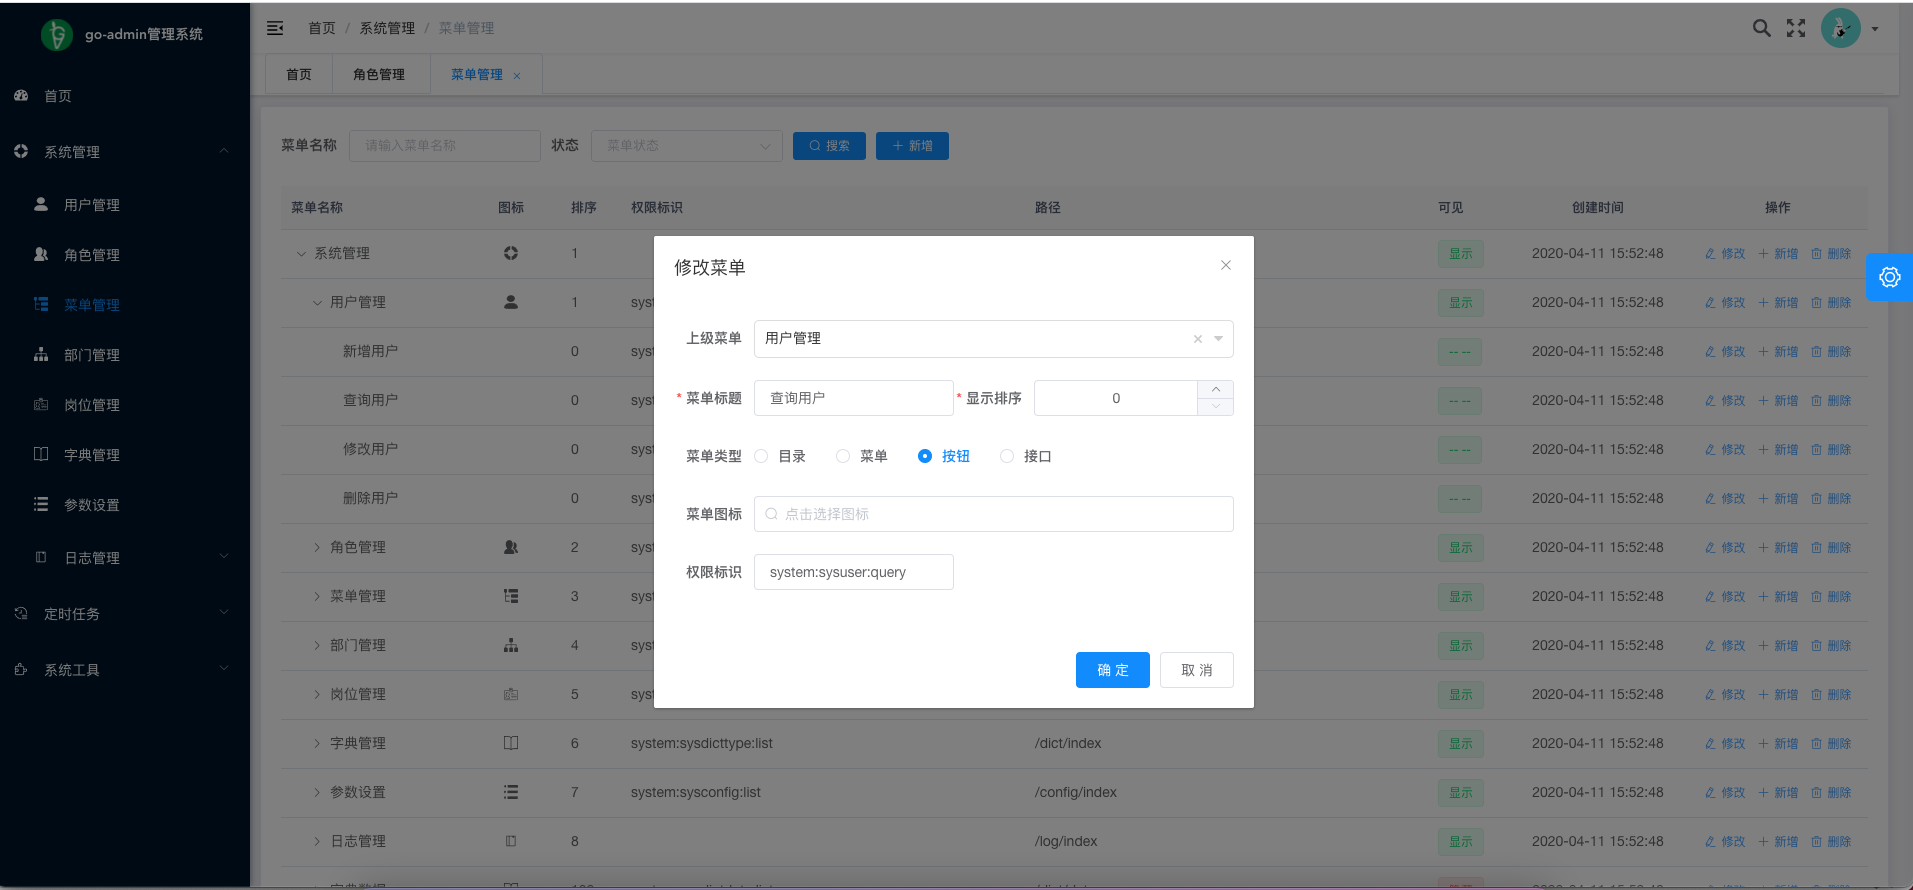 go-admin管理系统
首页
系统管理
用户管理
角色管理
菜单管理
部门管理
岗位管理
字典管理
参数设置
日志管理
定时任务
系统工具
首页 / 系统管理 / 菜单管理
首页 角色管理 菜单管理 ×
菜单名称 请输入菜单名称 状态 菜单状态 搜索 + 新增
菜单名称 图标 排序 权限标识 路径 可见 创建时间 操作
系统管理 1 显示 2020-04-11 15:52:48 修改 + 新增 删除
用户管理 1 syst 显示 2020-04-11 15:52:48 修改 + 新增 删除
新增用户 0 syst -- -- 2020-04-11 15:52:48 修改 + 新增 删除
查询用户 0 syst -- -- 2020-04-11 15:52:48 修改 + 新增 删除
修改用户 0 syst -- -- 2020-04-11 15:52:48 修改 + 新增 删除
删除用户 0 syst -- -- 2020-04-11 15:52:48 修改 + 新增 删除
角色管理 2 syst 显示 2020-04-11 15:52:48 修改 + 新增 删除
菜单管理 3 syst 显示 2020-04-11 15:52:48 修改 + 新增 删除
部门管理 4 syst 显示 2020-04-11 15:52:48 修改 + 新增 删除
岗位管理 5 syst 显示 2020-04-11 15:52:48 修改 + 新增 删除
字典管理 6 system:sysdicttype:list /dict/index 显示 2020-04-11 15:52:48 修改 + 新增 删除
参数设置 7 system:sysconfig:list /config/index 显示 2020-04-11 15:52:48 修改 + 新增 删除
日志管理 8 /log/index 显示 2020-04-11 15:52:48 修改 + 新增 删除
修改菜单 ×
上级菜单 用户管理 ×
* 菜单标题 查询用户 * 显示排序 0
菜单类型 目录 菜单 按钮 接口
菜单图标 点击选择图标
权限标识 system:sysuser:query
确 定 取 消